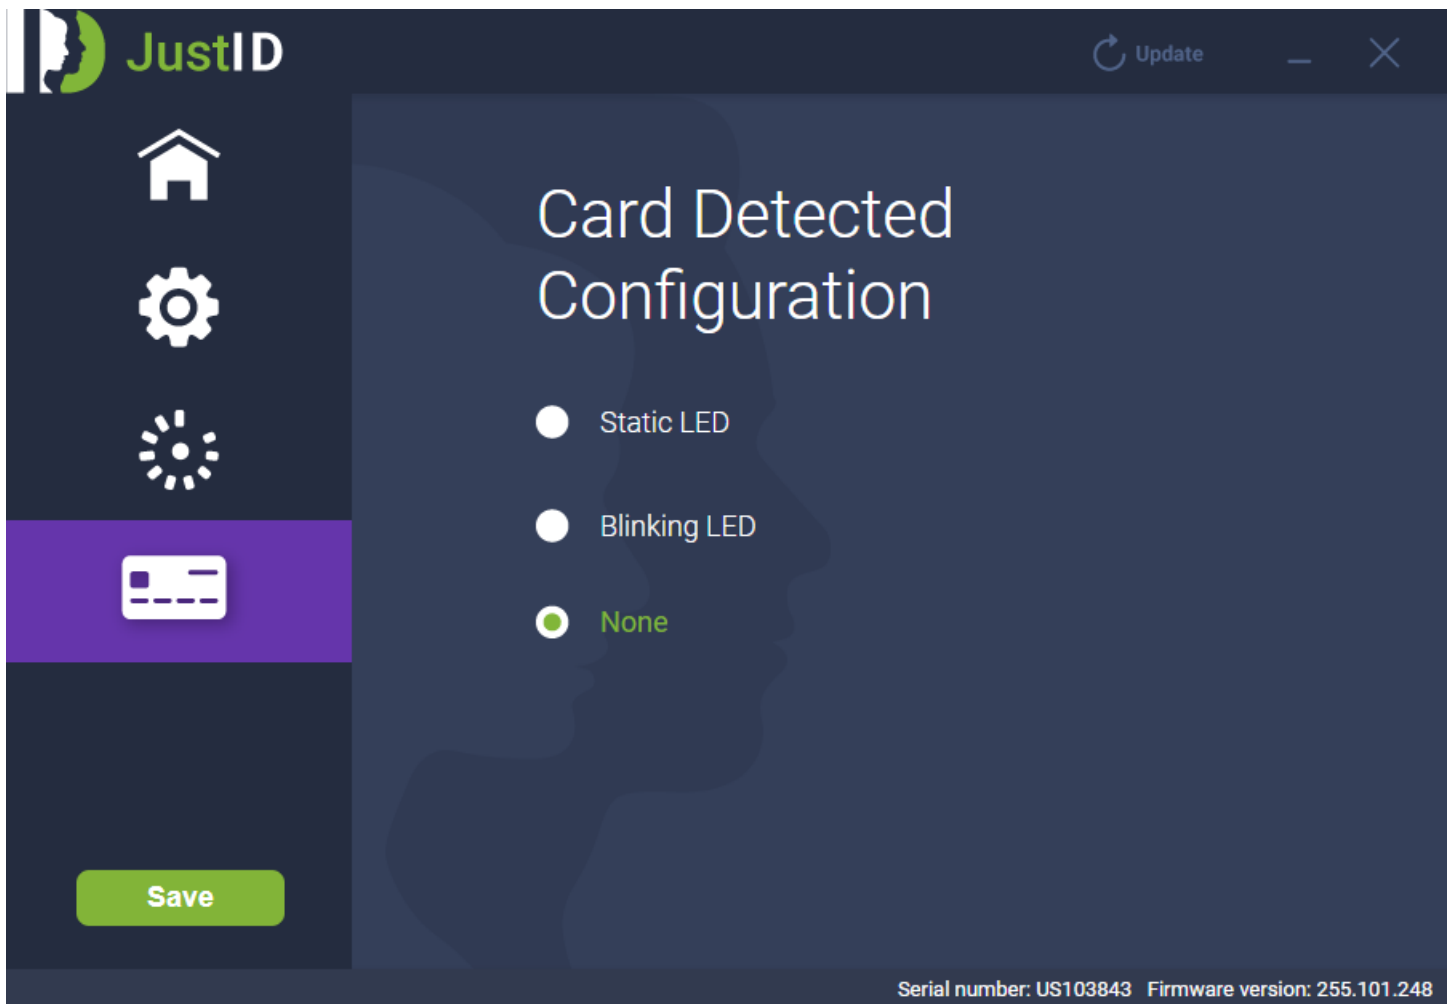 JustID
Update
Card Detected
Configuration
Static LED
Blinking LED
None
Save
Serial number: US103843 Firmware version: 255.101.248